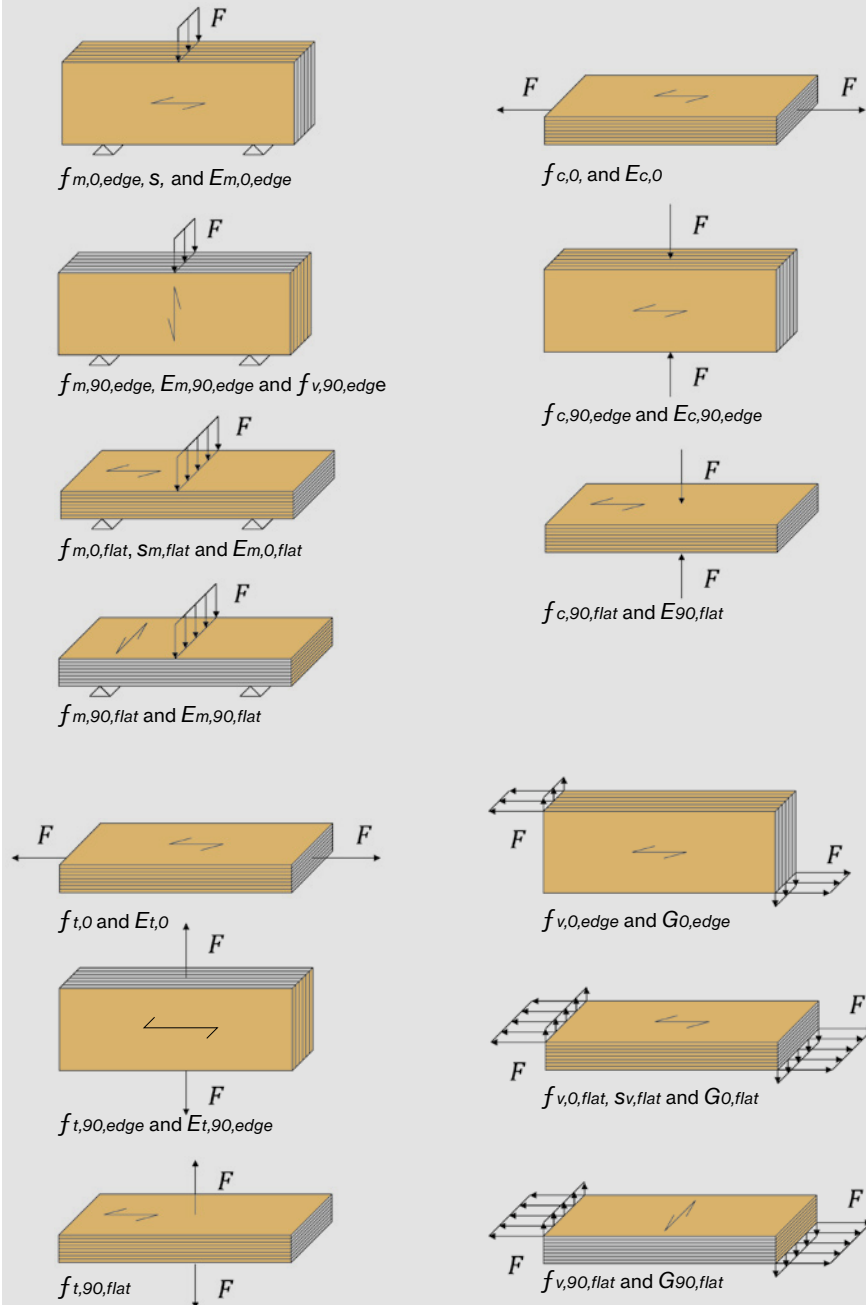 F
fm,0,edge, s, and Em,0,edge
F
fm,90,edge, Em,90,edge and fv,90,edge
F
fm,0,flat, sm,flat and Em,0,flat
F
fm,90,flat and Em,90,flat
F F
fc,0, and Ec,0
F
F
fc,90,edge and Ec,90,edge
F
F
fc,90,flat and E90,flat
F F
ft,0 and Et,0
F
F
ft,90,edge and Et,90,edge
F
F
ft,90,flat
F
F
fv,0,edge and G0,edge
F
F
fv,0,flat, sv,flat and G0,flat
F
F
fv,90,flat and G90,flat